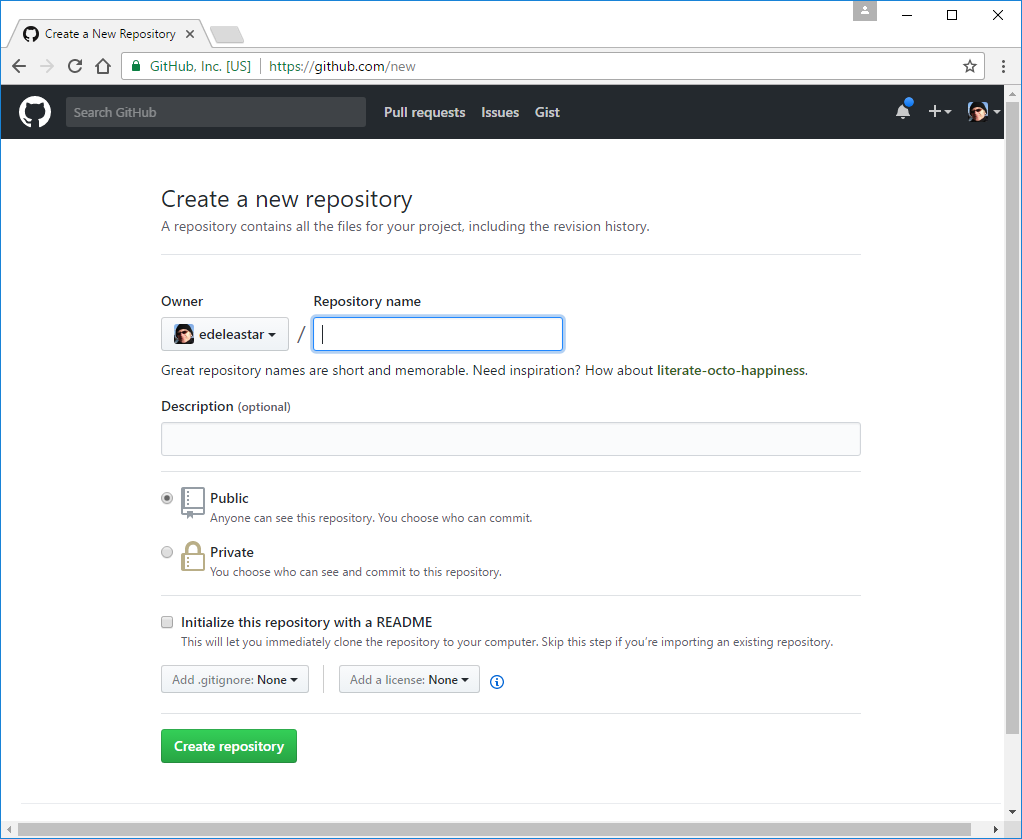 Create a New Repository
GitHub, Inc. [US] https://github.com/new
Search GitHub Pull requests Issues Gist
Create a new repository
A repository contains all the files for your project, including the revision history.
Owner Repository name
edeleastar /
Great repository names are short and memorable. Need inspiration? How about literate-octo-happiness.
Description (optional)
Public
Anyone can see this repository. You choose who can commit.
Private
You choose who can see and commit to this repository.
Initialize this repository with a README
This will let you immediately clone the repository to your computer. Skip this step if you’re importing an existing repository.
Add .gitignore: None Add a license: None
Create repository